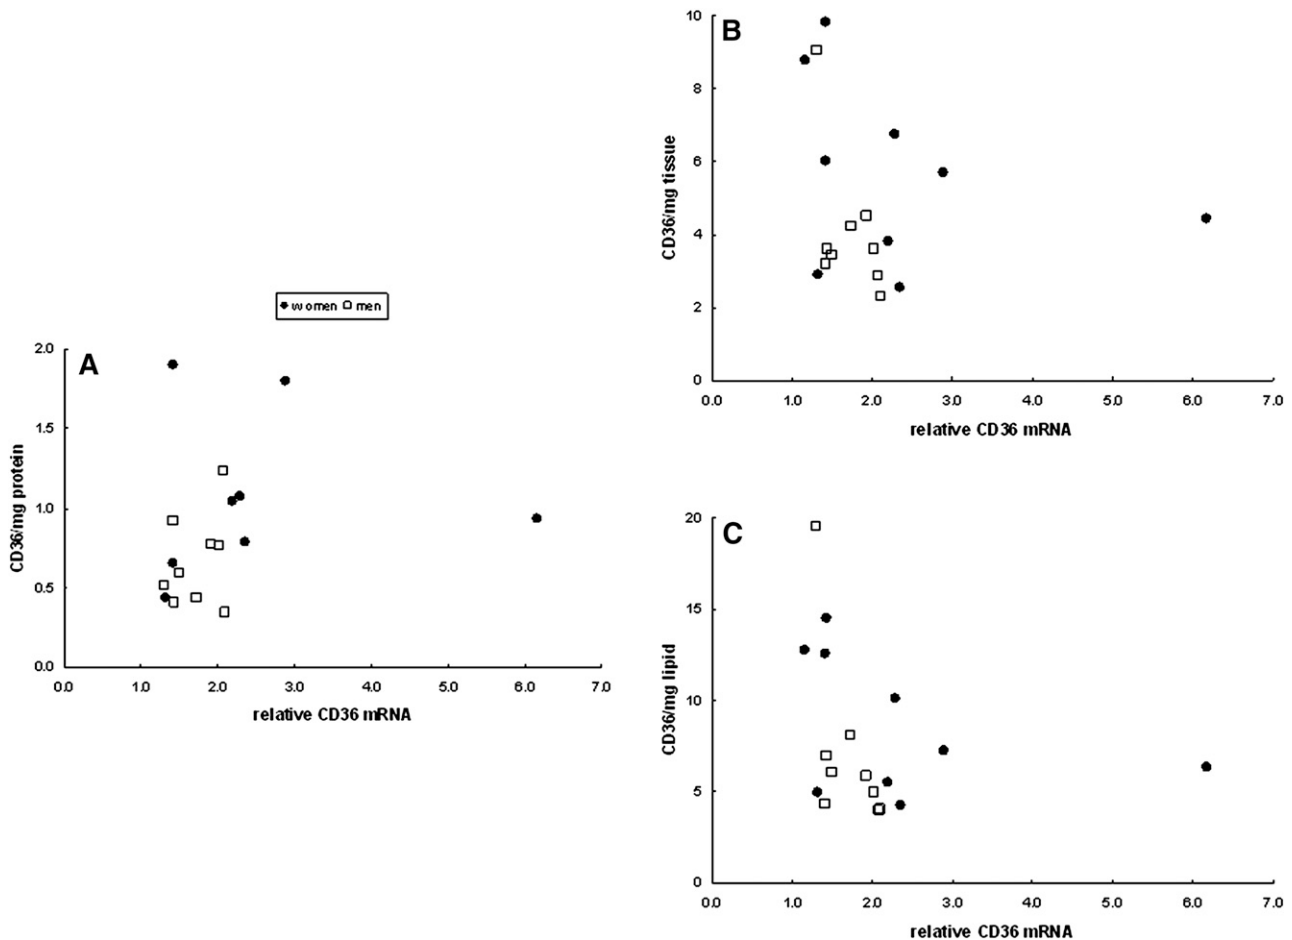 women men
A
2.0
1.5
1.0
0.5
0.0
CD36/mg protein
0.0 1.0 2.0 3.0 4.0 5.0 6.0 7.0
relative CD36 mRNA
B
10
8
6
4
2
0
CD36/mg tissue
0.0 1.0 2.0 3.0 4.0 5.0 6.0 7.0
relative CD36 mRNA
C
20
15
10
5
0
CD36/mg lipid
0.0 1.0 2.0 3.0 4.0 5.0 6.0 7.0
relative CD36 mRNA